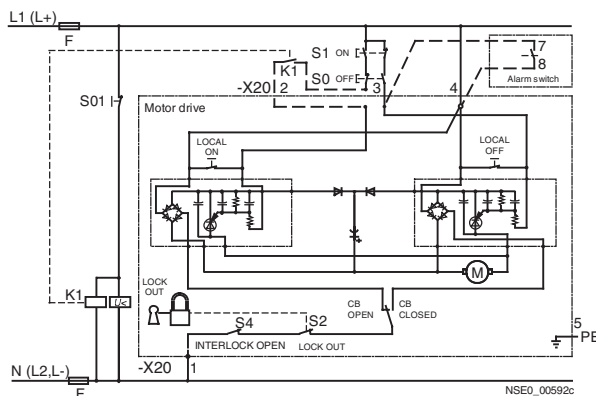 L1 (L+)
F
S1 ON
7
8
Alarm switch
K1
S0 OFF
-X20 2 3 4
S01
Motor drive
LOCAL
ON
LOCAL
OFF
M
K1
U<
LOCK
OUT
CB
OPEN
CB
CLOSED
S4
S2
INTERLOCK OPEN
LOCK OUT
5
PE
-X20 1
N (L2,L-)
F
NSE0_00592c